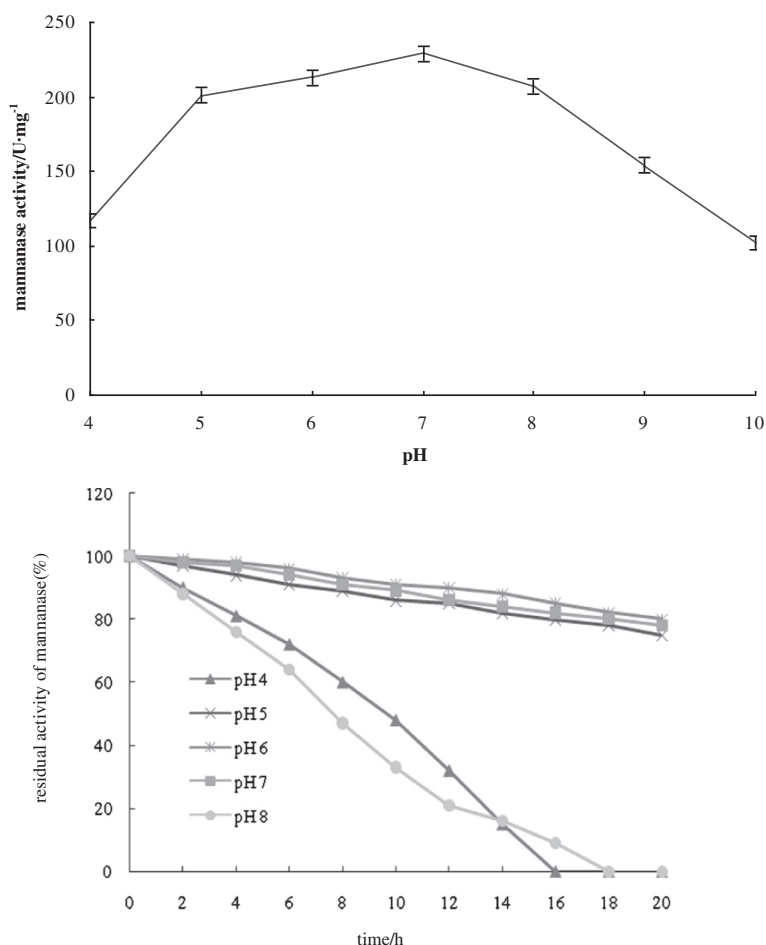 250
200
150
100
50
0
mannanase activity/U·mg⁻¹
4 5 6 7 8 9 10
pH
120
100
80
60
40
20
0
residual activity of mannanase(%)
pH4
pH5
pH6
pH7
pH8
0 2 4 6 8 10 12 14 16 18 20
time/h